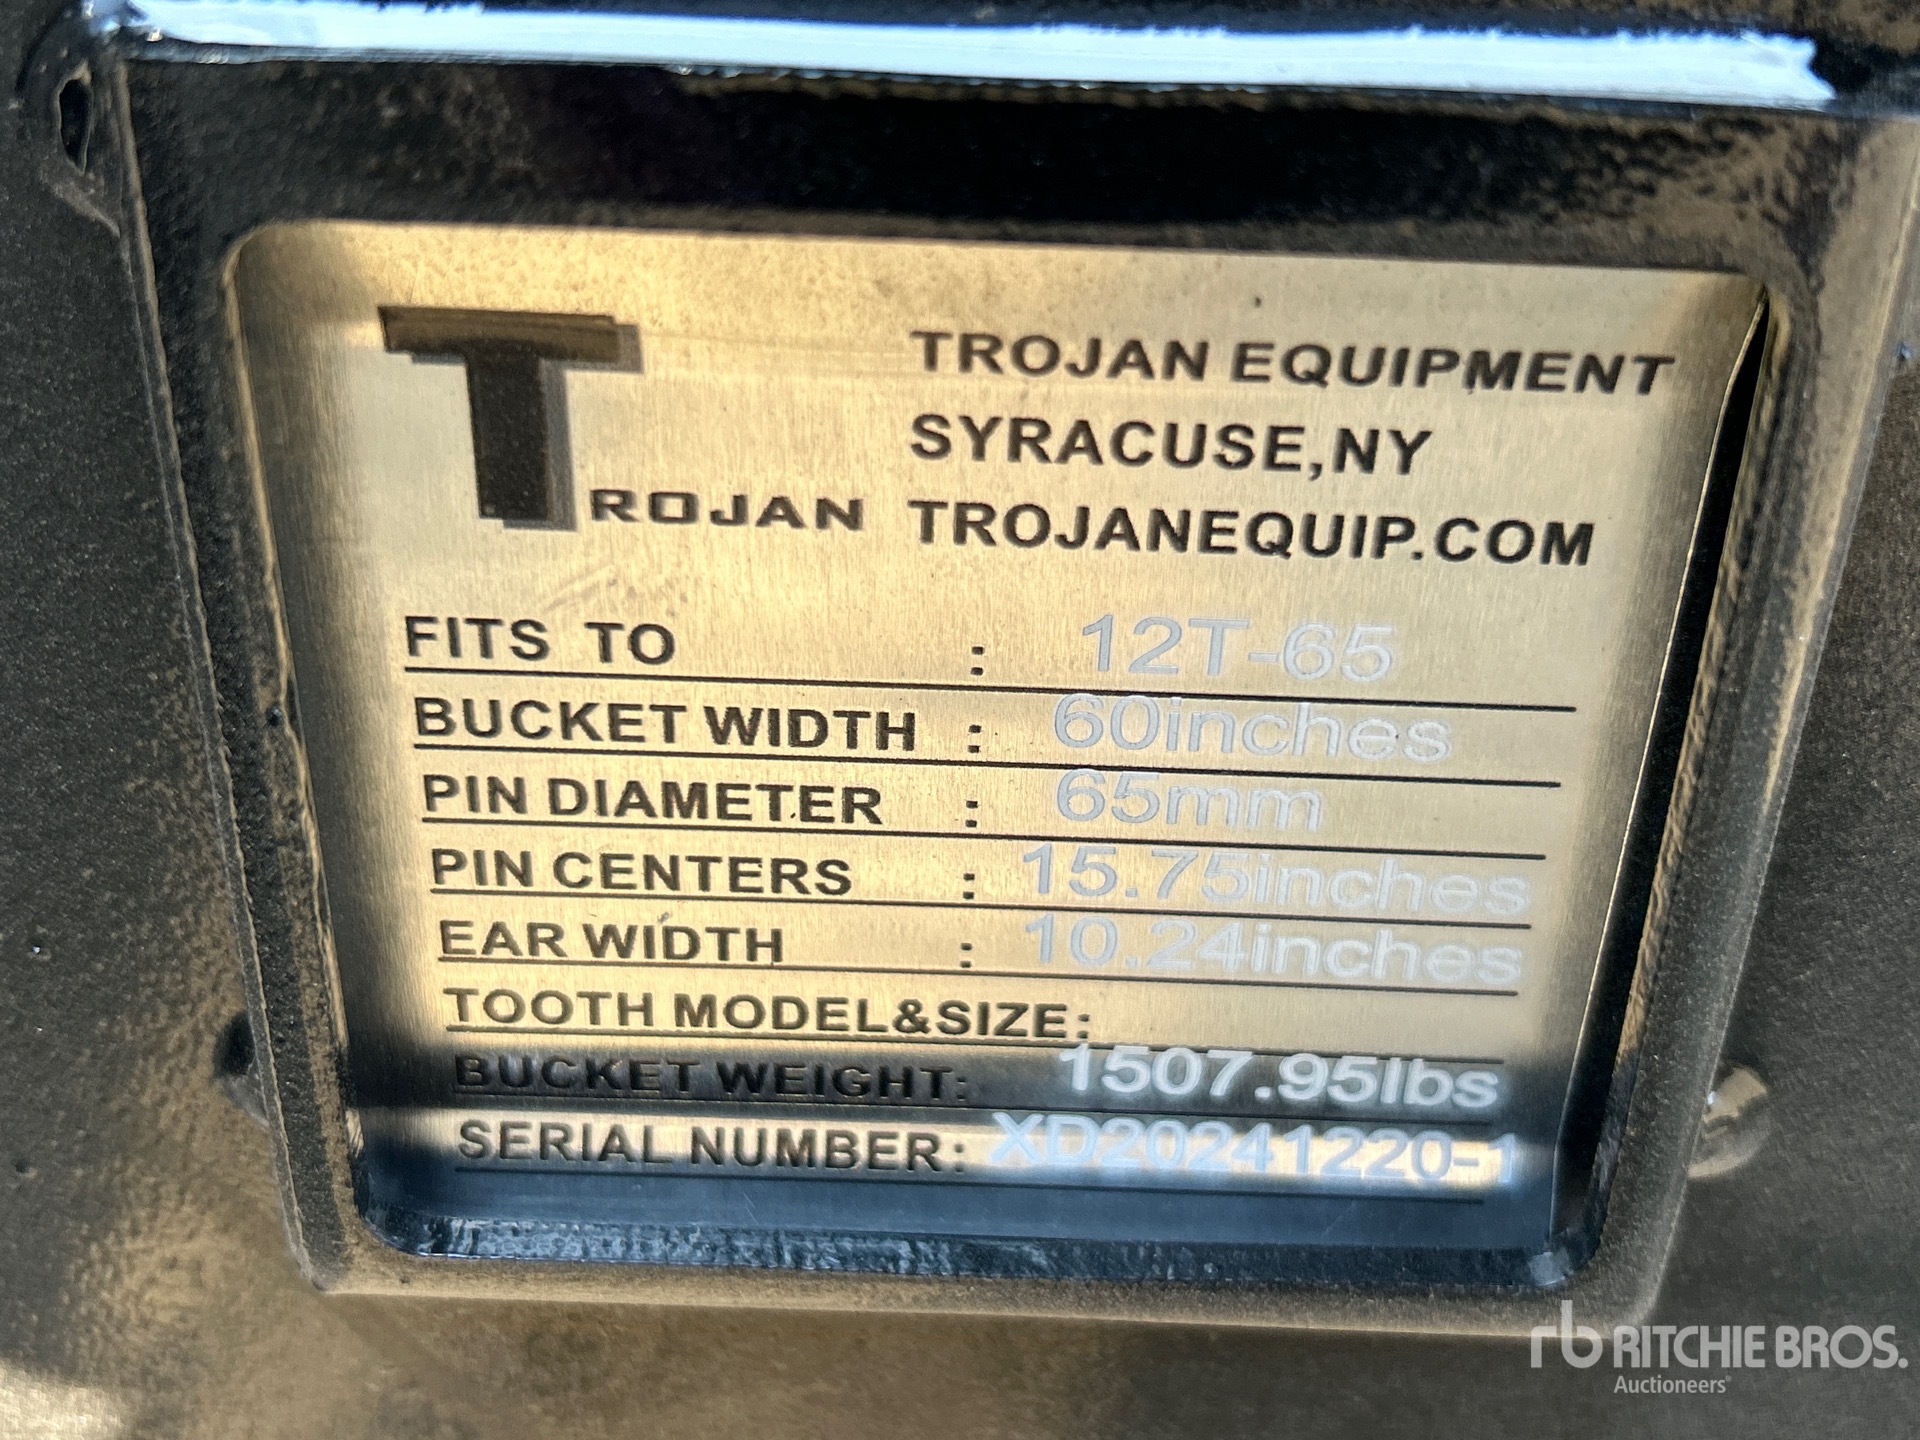 TROJAN
TROJAN EQUIPMENT
SYRACUSE,NY
TROJANEQUIP.COM
FITS TO : 12T-65
BUCKET WIDTH : 60inches
PIN DIAMETER : 65mm
PIN CENTERS : 15.75inches
EAR WIDTH : 10.24inches
TOOTH MODEL&SIZE:
BUCKET WEIGHT: 1507.95lbs
SERIAL NUMBER: XD20241220-1
rb RITCHIE BROS.
Auctioneers